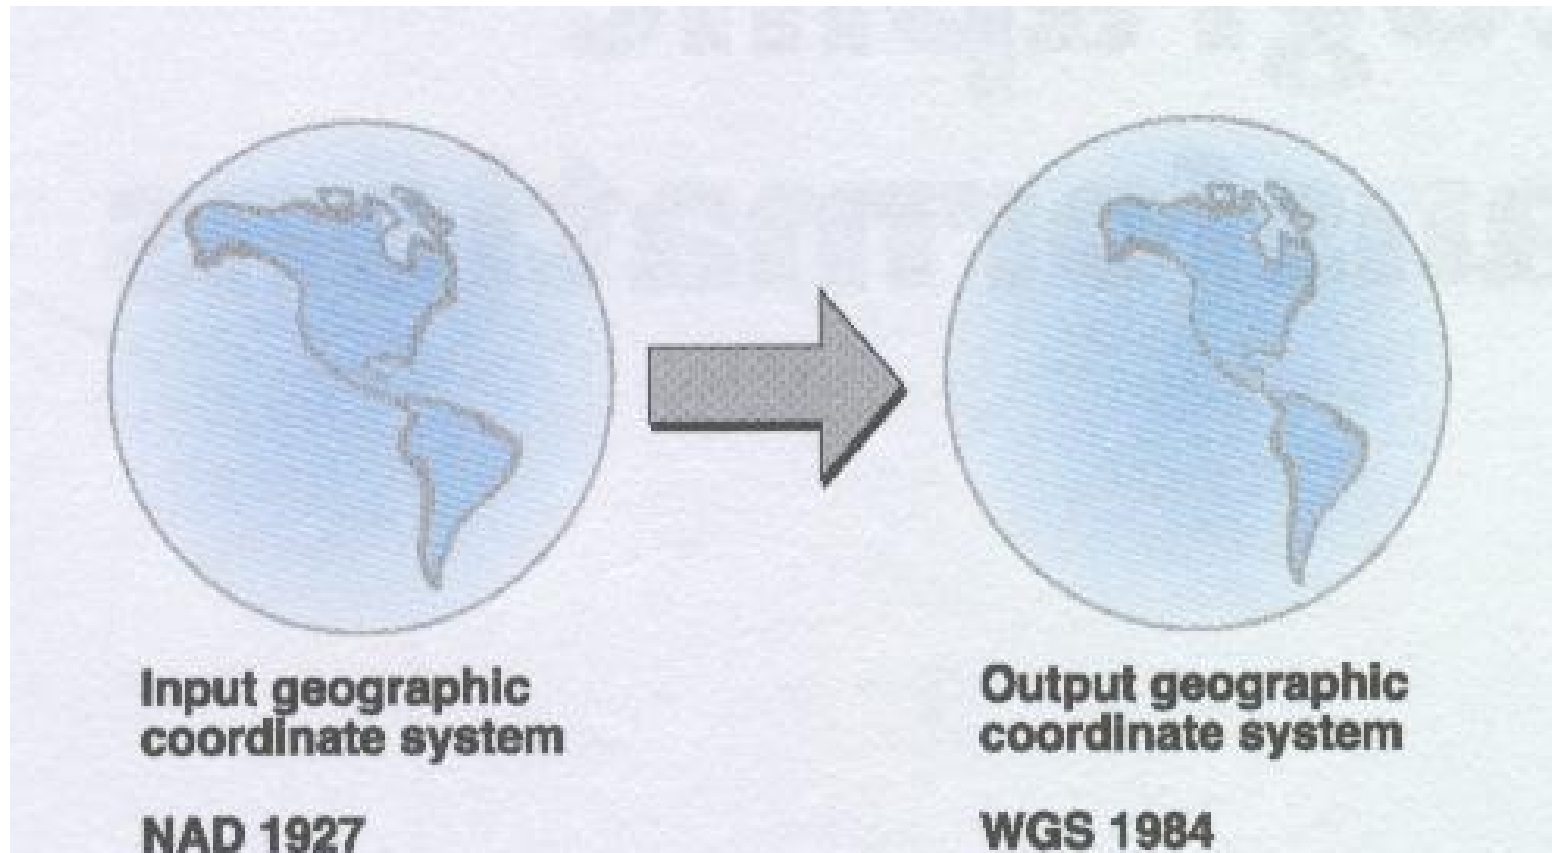 Input geographic
coordinate system
NAD 1927
Output geographic
coordinate system
WGS 1984